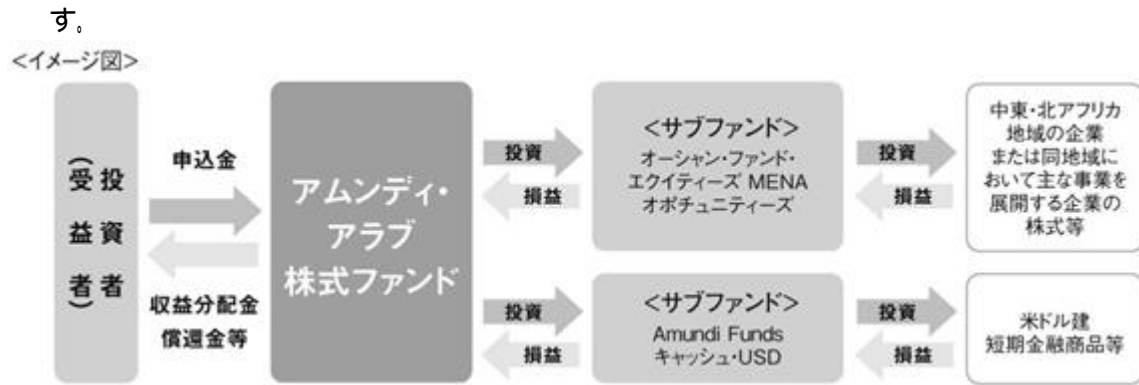 す。
<イメージ図>
投資者
(受益者)
申込金
収益分配金
償還金等
アムンディ・
アラブ
株式ファンド
投資
損益
<サブファンド>
オーシャン・ファンド・
エクイティーズ MENA
オポチュニティーズ
投資
損益
中東・北アフリカ
地域の企業
または同地域に
おいて主な事業を
展開する企業の
株式等
投資
損益
<サブファンド>
Amundi Funds
キャッシュ・USD
投資
損益
米ドル建
短期金融商品等